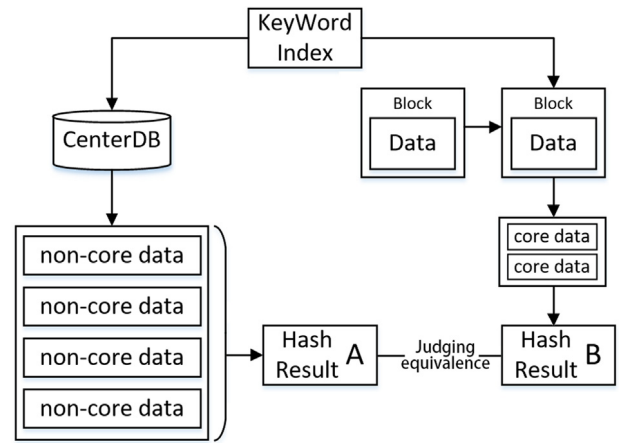 KeyWord
Index
CenterDB
Block
Data
Block
Data
core data
core data
non-core data
non-core data
non-core data
non-core data
Hash
Result A
Judging
equivalence
Hash
Result B